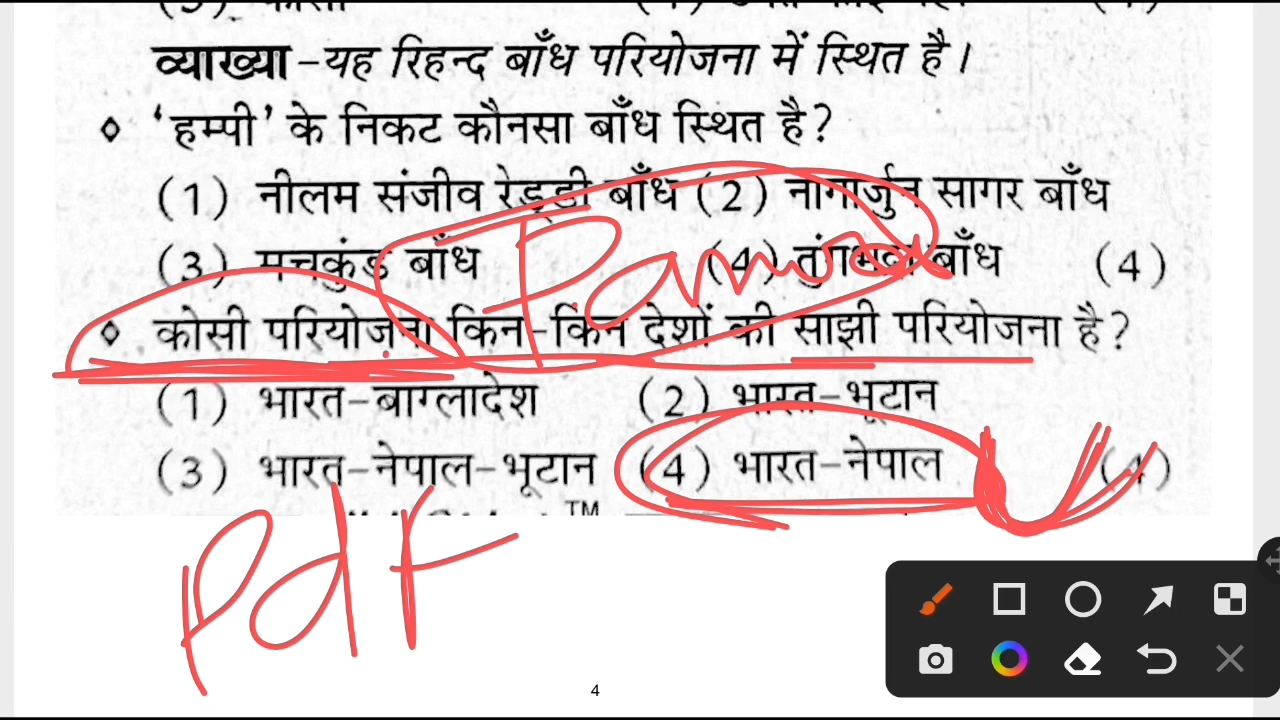 व्याख्या–यह रिहन्द बाँध परियोजना में स्थित है।
◇ 'हम्पी' के निकट कौनसा बाँध स्थित है?
(1) नीलम संजीव रेड्डी बाँध (2) नागार्जुन सागर बाँध
(3) मचकुंड बाँध (4) तुंगभद्रा बाँध (4)
◇ कोसी परियोजना किन-किन देशों की साझी परियोजना है?
(1) भारत–बाग्लादेश (2) भारत–भूटान
(3) भारत–नेपाल–भूटान (4) भारत–नेपाल (4)
TM
pdf
4